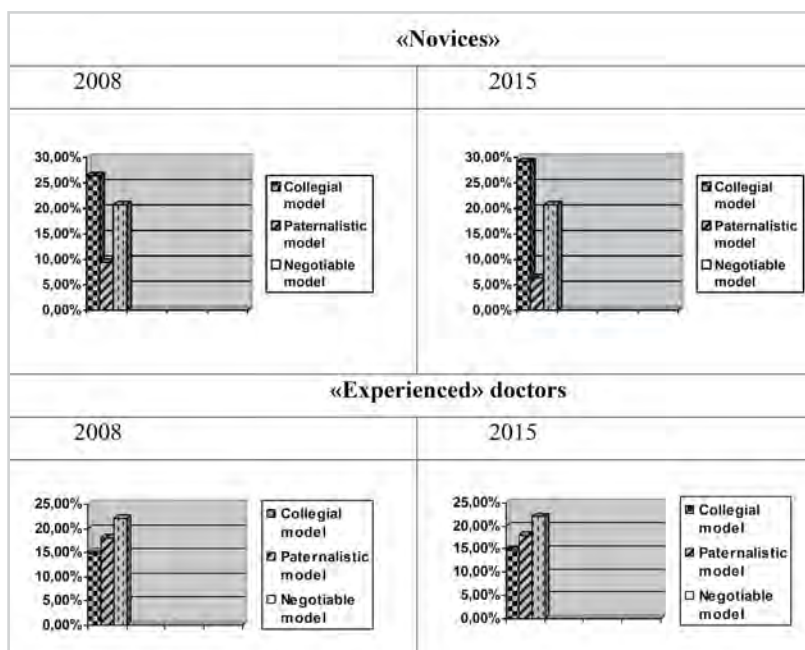 «Novices»
2008
2015
30,00%
25,00%
20,00%
15,00%
10,00%
5,00%
0,00%
Collegial
model
Paternalistic
model
Negotiable
model
30,00%
25,00%
20,00%
15,00%
10,00%
5,00%
0,00%
Collegial
model
Paternalistic
model
Negotiable
model
«Experienced» doctors
2008
2015
25,00%
20,00%
15,00%
10,00%
5,00%
0,00%
Collegial
model
Paternalistic
model
Negotiable
model
25,00%
20,00%
15,00%
10,00%
5,00%
0,00%
Collegial
model
Paternalistic
model
Negotiable
model